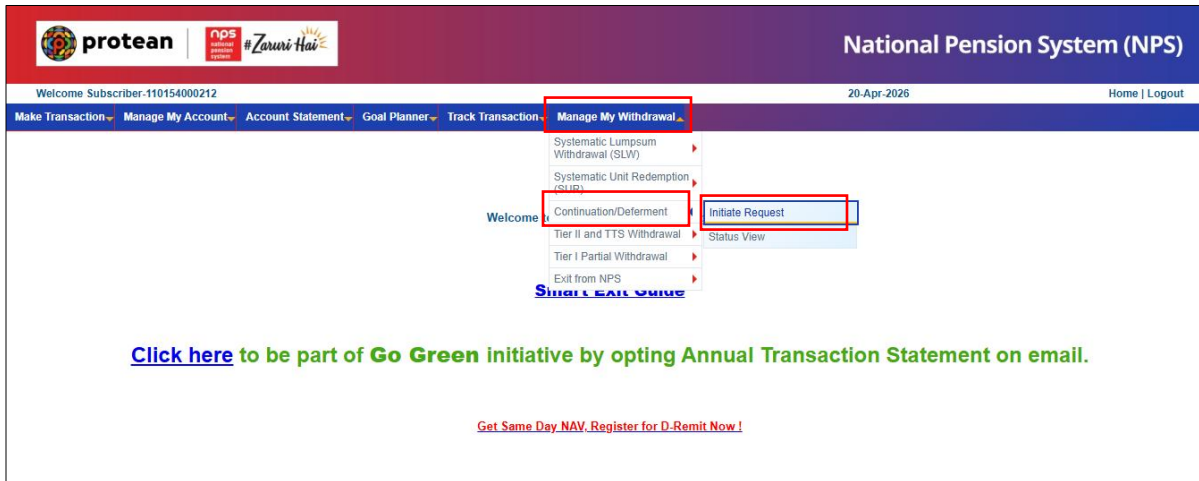 protean
nps
national
pension
system
#Zaruri Hai
National Pension System (NPS)
Welcome Subscriber-110154000212
20-Apr-2026
Home | Logout
Make Transaction Manage My Account Account Statement Goal Planner Track Transaction Manage My Withdrawal
Systematic Lumpsum
Withdrawal (SLW)
Systematic Unit Redemption
(SUR)
Welcome to
Continuation/Deferment
Initiate Request
Tier II and TTS Withdrawal
Status View
Tier I Partial Withdrawal
Exit from NPS
Smart Exit Guide
Click here to be part of Go Green initiative by opting Annual Transaction Statement on email.
Get Same Day NAV, Register for D-Remit Now !